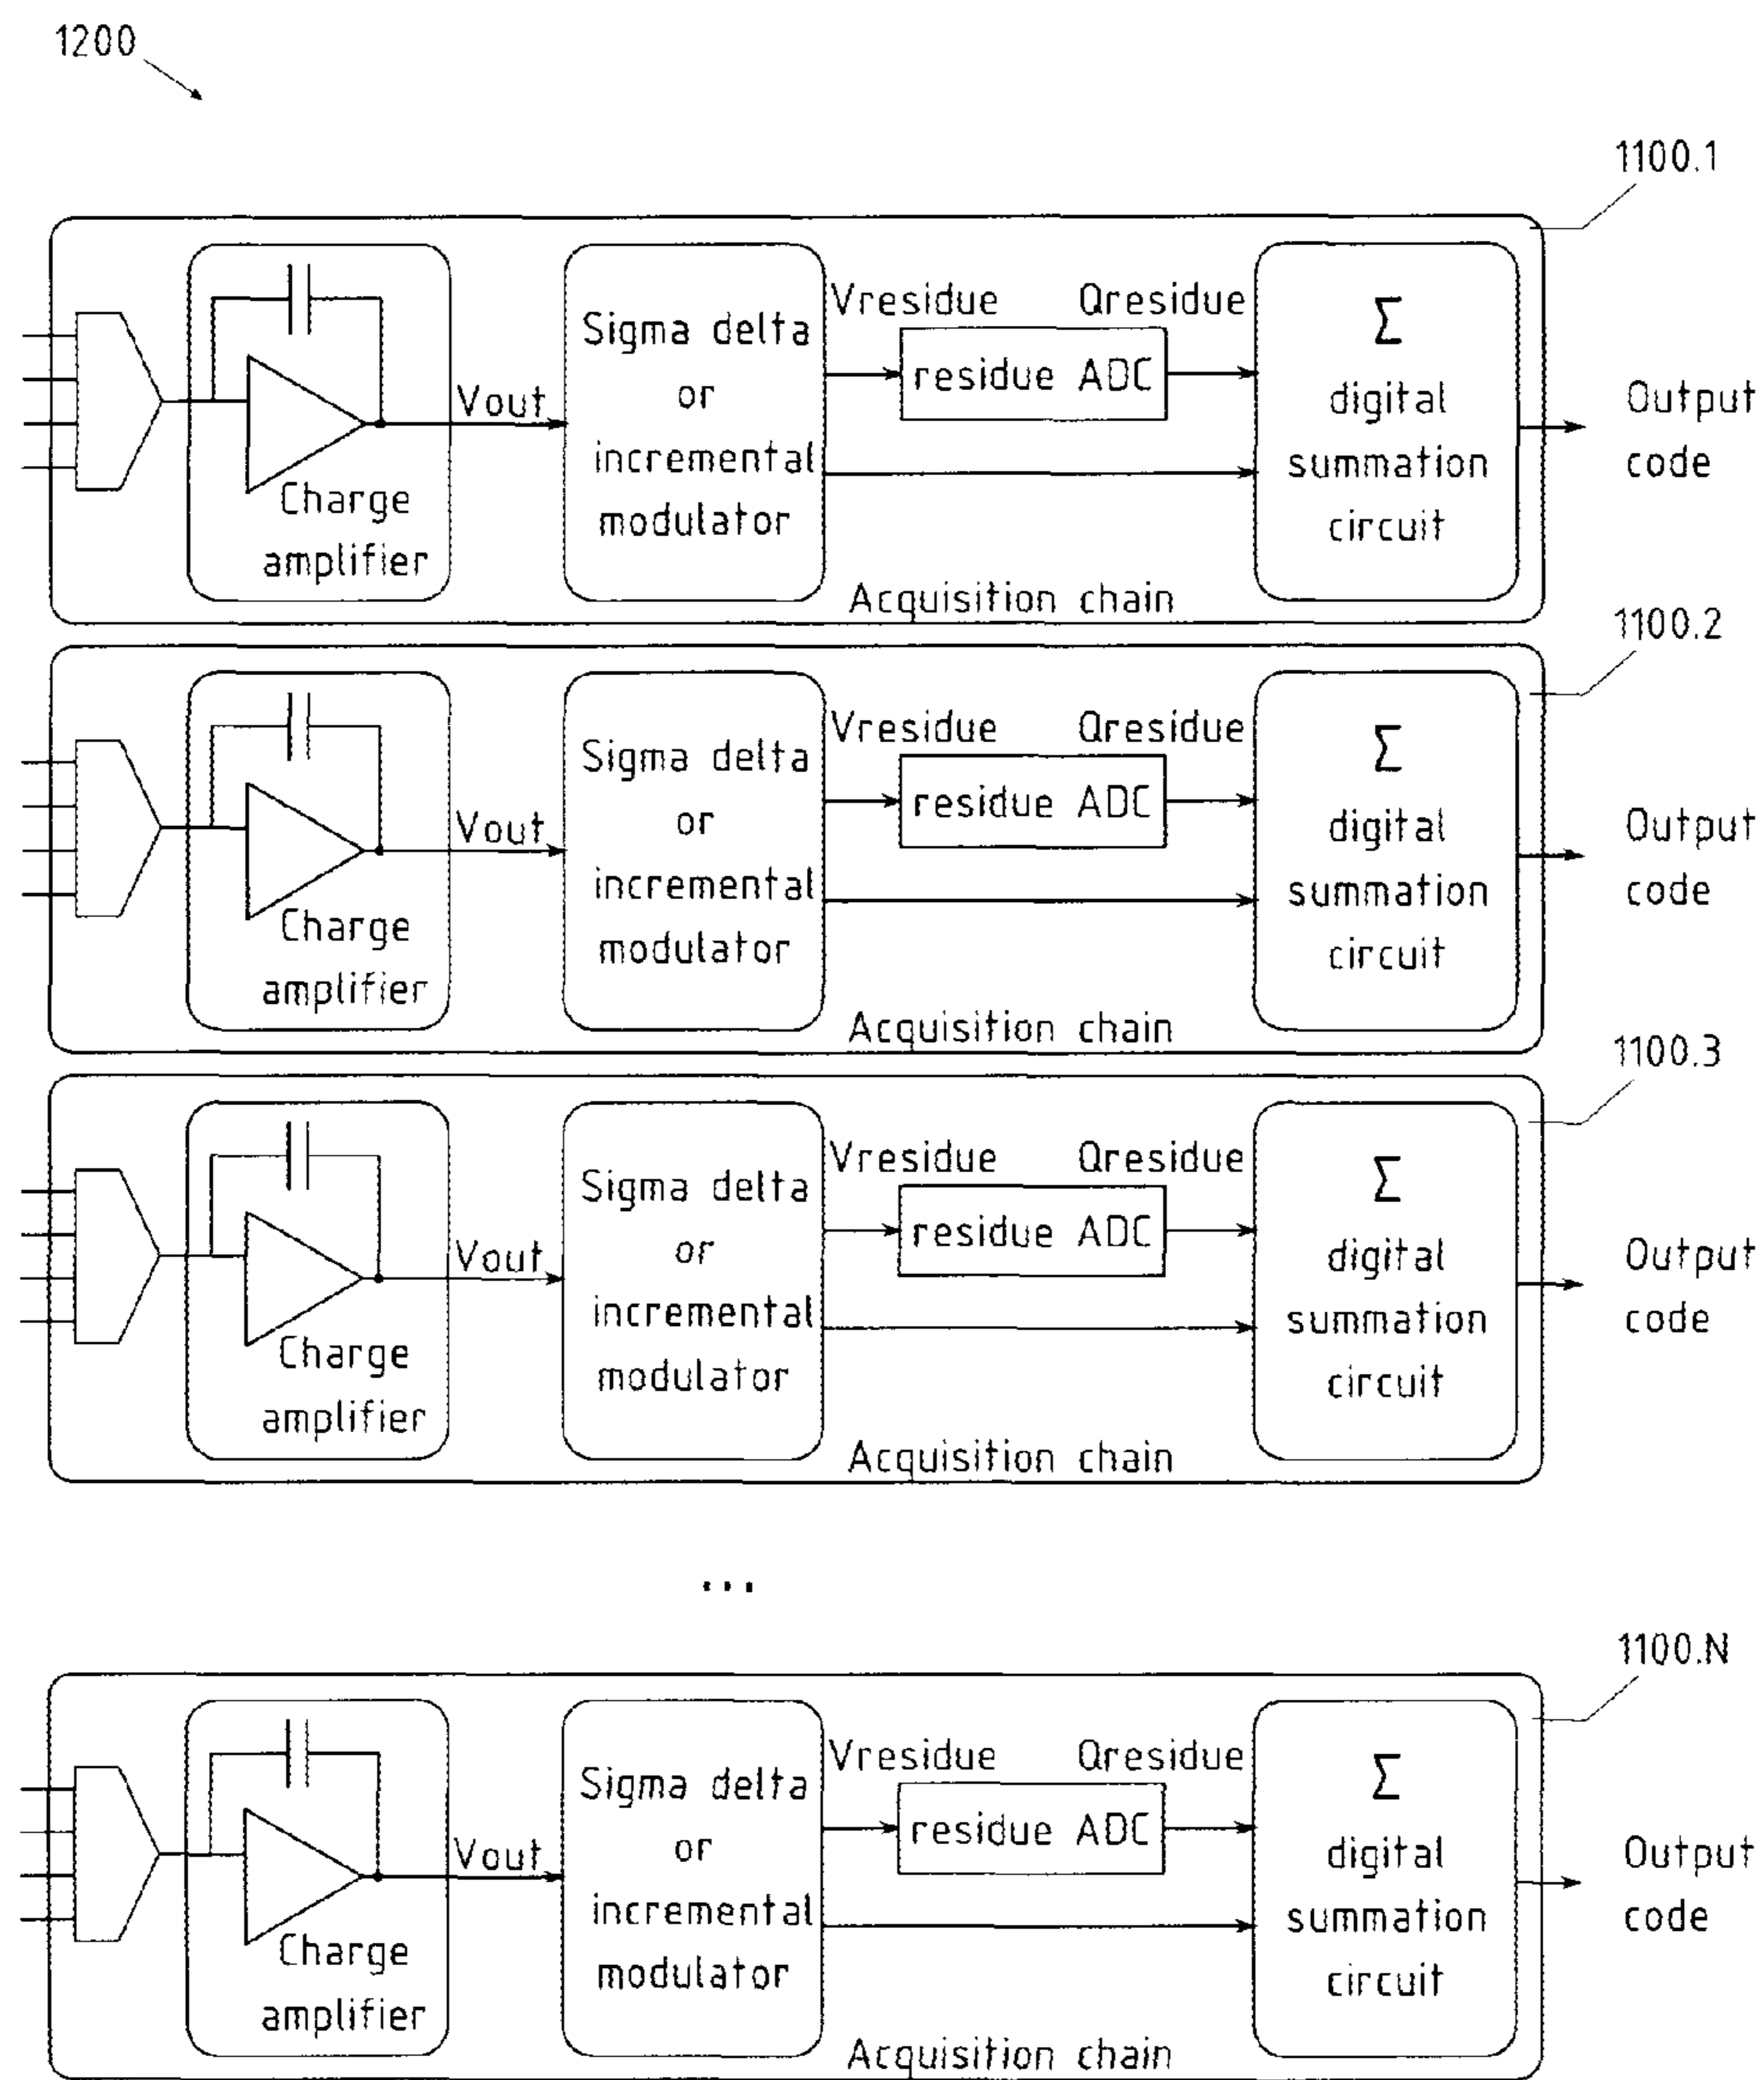 1200
1100.1
Vresidue Qresidue
Sigma delta
or
incremental
modulator
residue ADC
Σ
digital
summation
circuit
Vout
Charge
amplifier
Output
code
Acquisition chain
1100.2
Vresidue Qresidue
Sigma delta
or
incremental
modulator
residue ADC
Σ
digital
summation
circuit
Vout
Charge
amplifier
Output
code
Acquisition chain
1100.3
Vresidue Qresidue
Sigma delta
or
incremental
modulator
residue ADC
Σ
digital
summation
circuit
Vout
Charge
amplifier
Output
code
Acquisition chain
...
1100.N
Vresidue Qresidue
Sigma delta
or
incremental
modulator
residue ADC
Σ
digital
summation
circuit
Vout
Charge
amplifier
Output
code
Acquisition chain